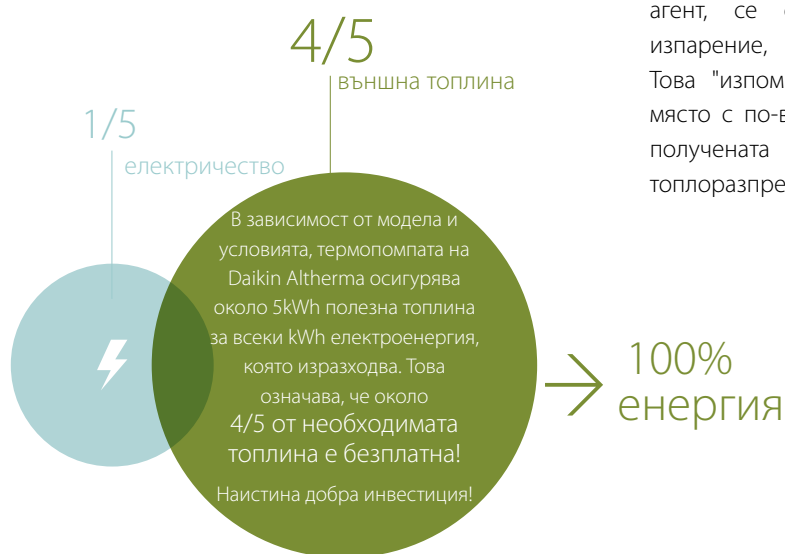 4/5
външна топлина
1/5
електричество
В зависимост от модела и
условията, термопомпата на
Daikin Altherma осигурява
около 5kWh полезна топлина
за всеки kWh електроенергия,
която изразходва. Това
означава, че около
4/5 от необходимата
топлина е безплатна!
Наистина добра инвестиция!
100%
енергия
агент, се
изпарение,
Това "изпом
място с по-в
получената
топлоразпре